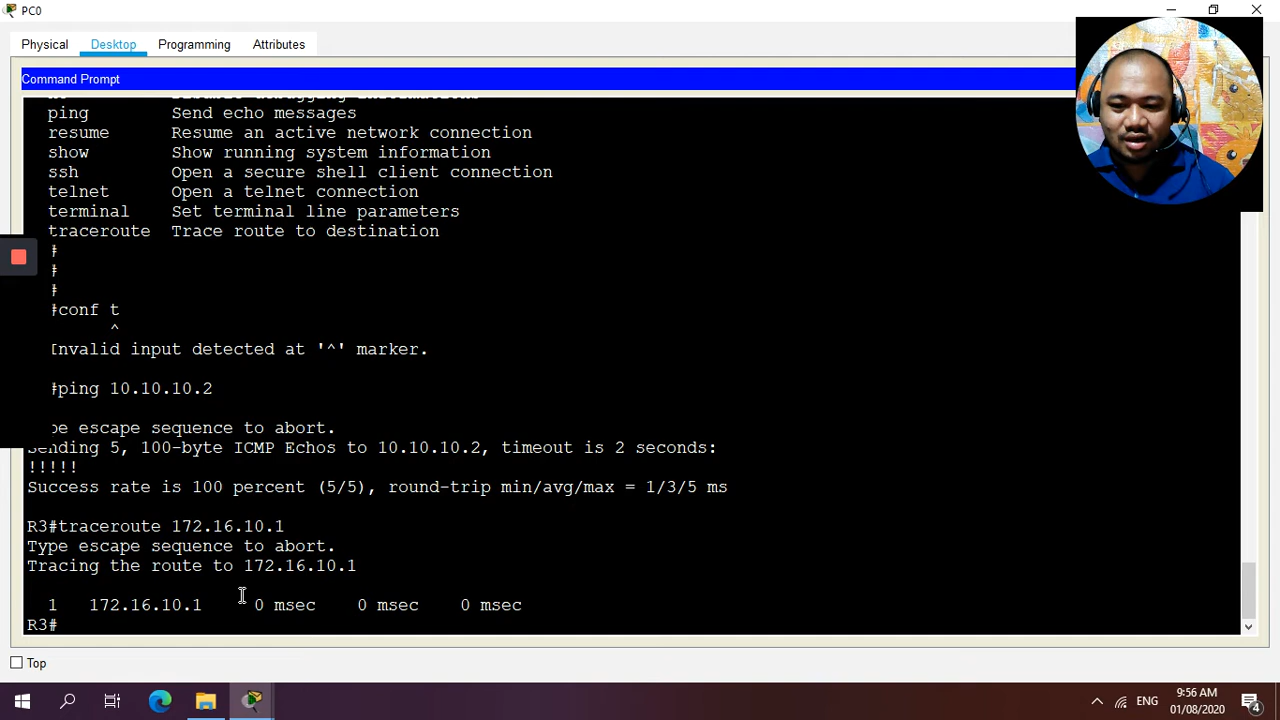 PC0
Physical
Desktop
Programming
Attributes
Command Prompt
ping Send echo messages
resume Resume an active network connection
show Show running system information
ssh Open a secure shell client connection
telnet Open a telnet connection
terminal Set terminal line parameters
traceroute Trace route to destination
#
#
#
#conf t
^
Invalid input detected at '^' marker.
#ping 10.10.10.2
pe escape sequence to abort.
Sending 5, 100-byte ICMP Echos to 10.10.10.2, timeout is 2 seconds:
!!!!!
Success rate is 100 percent (5/5), round-trip min/avg/max = 1/3/5 ms
R3#traceroute 172.16.10.1
Type escape sequence to abort.
Tracing the route to 172.16.10.1
1 172.16.10.1 0 msec 0 msec 0 msec
R3#
Top
ENG
9:56 AM
01/08/2020
4